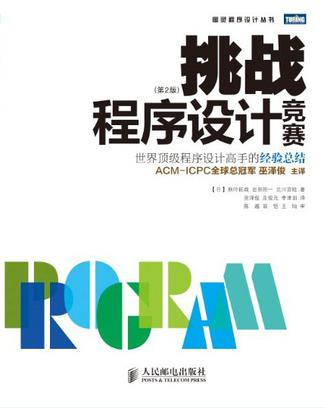 图灵程序设计丛书
TURING
(第2版)
挑战
程序设计竞赛
世界顶级程序设计高手的经验总结
ACM-ICPC全球总冠军 巫泽俊 主译
[日] 秋叶拓哉 岩田阳一 北川宜稔 著
巫泽俊 庄俊元 李津羽 译
PROGRAM
人民邮电出版社
POSTS & TELECOM PRESS